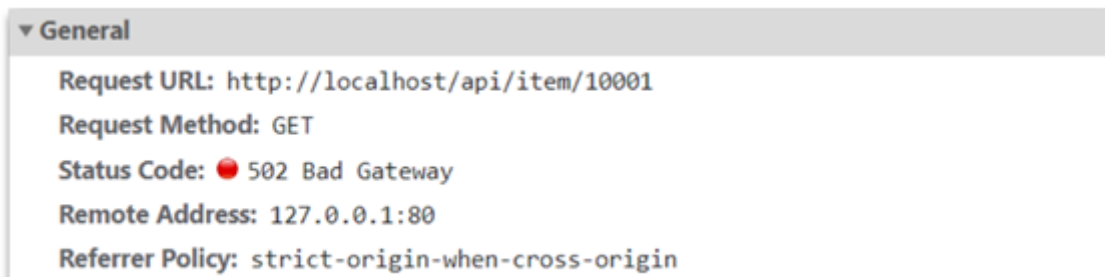 General
Request URL: http://localhost/api/item/10001
Request Method: GET
Status Code: 502 Bad Gateway
Remote Address: 127.0.0.1:80
Referrer Policy: strict-origin-when-cross-origin